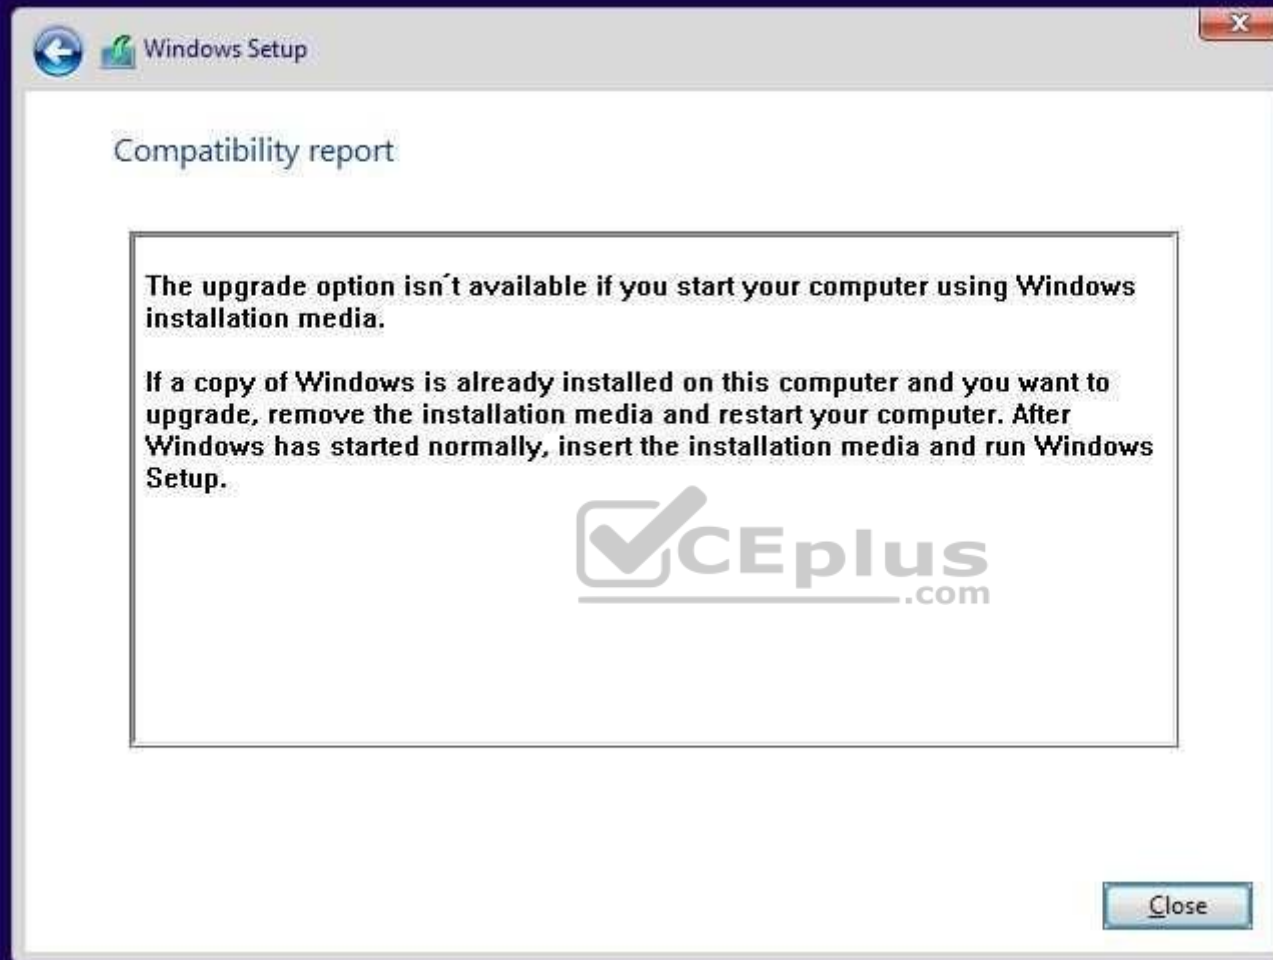 Windows Setup
Compatibility report
The upgrade option isn´t available if you start your computer using Windows
installation media.
If a copy of Windows is already installed on this computer and you want to
upgrade, remove the installation media and restart your computer. After
Windows has started normally, insert the installation media and run Windows
Setup.
CEplus
.com
Close